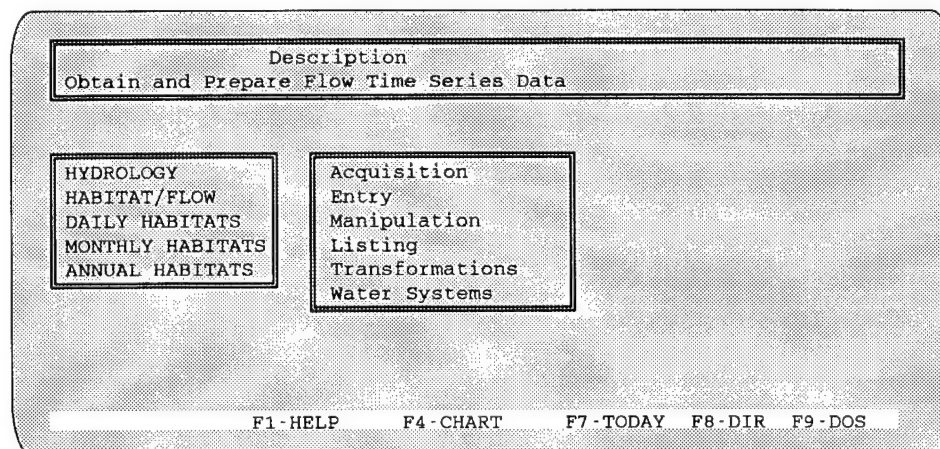 Description
Obtain and Prepare Flow Time Series Data
HYDROLOGY
HABITAT/FLOW
DAILY HABITATS
MONTHLY HABITATS
ANNUAL HABITATS
Acquisition
Entry
Manipulation
Listing
Transformations
Water Systems
F1-HELP F4-CHART F7-TODAY F8-DIR F9-DOS